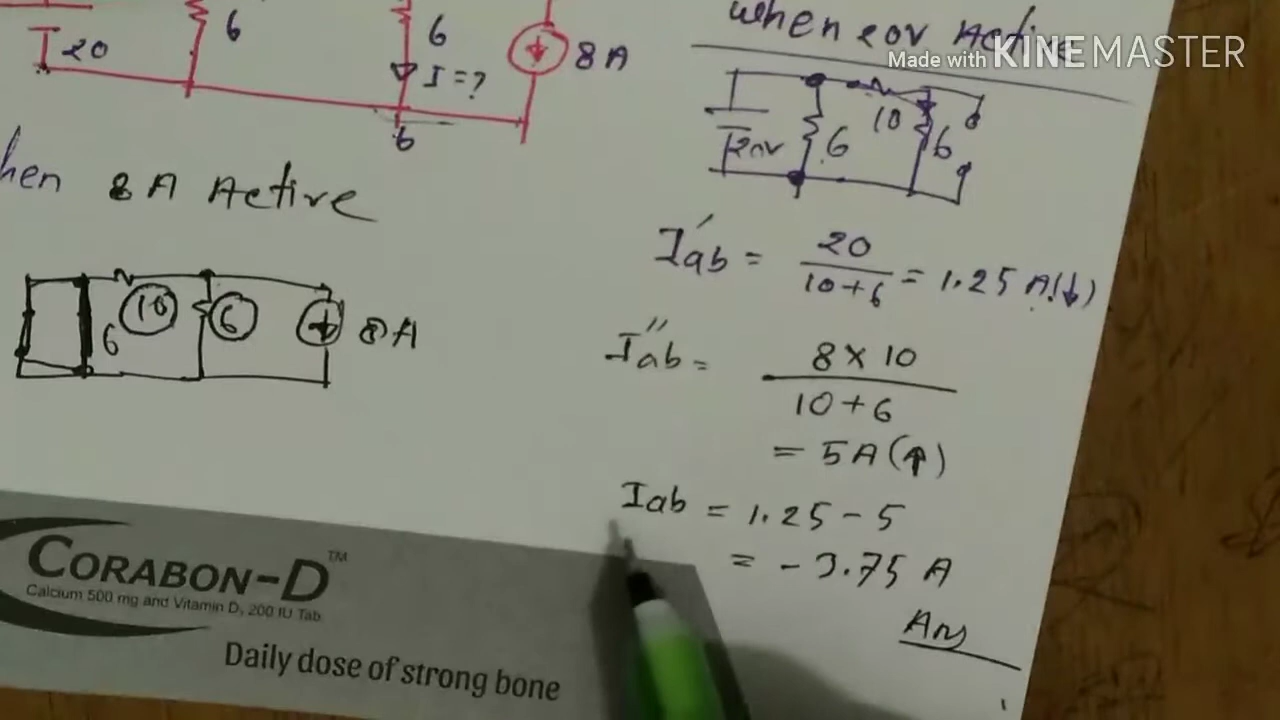 Made with KINEMASTER
20
6
6
I=?
8A
b
hen 8A Active
6
10
6
8A
When 20V Active
20V
6
10
6
I'ab = 20 / 10+6 = 1.25 A(↓)
I''ab = 8×10 / 10+6
= 5A(↑)
Iab = 1.25-5
= -3.75 A
Ans
CORABON-D™
Calcium 500 mg and Vitamin D₃ 200 IU Tab
Daily dose of strong bone